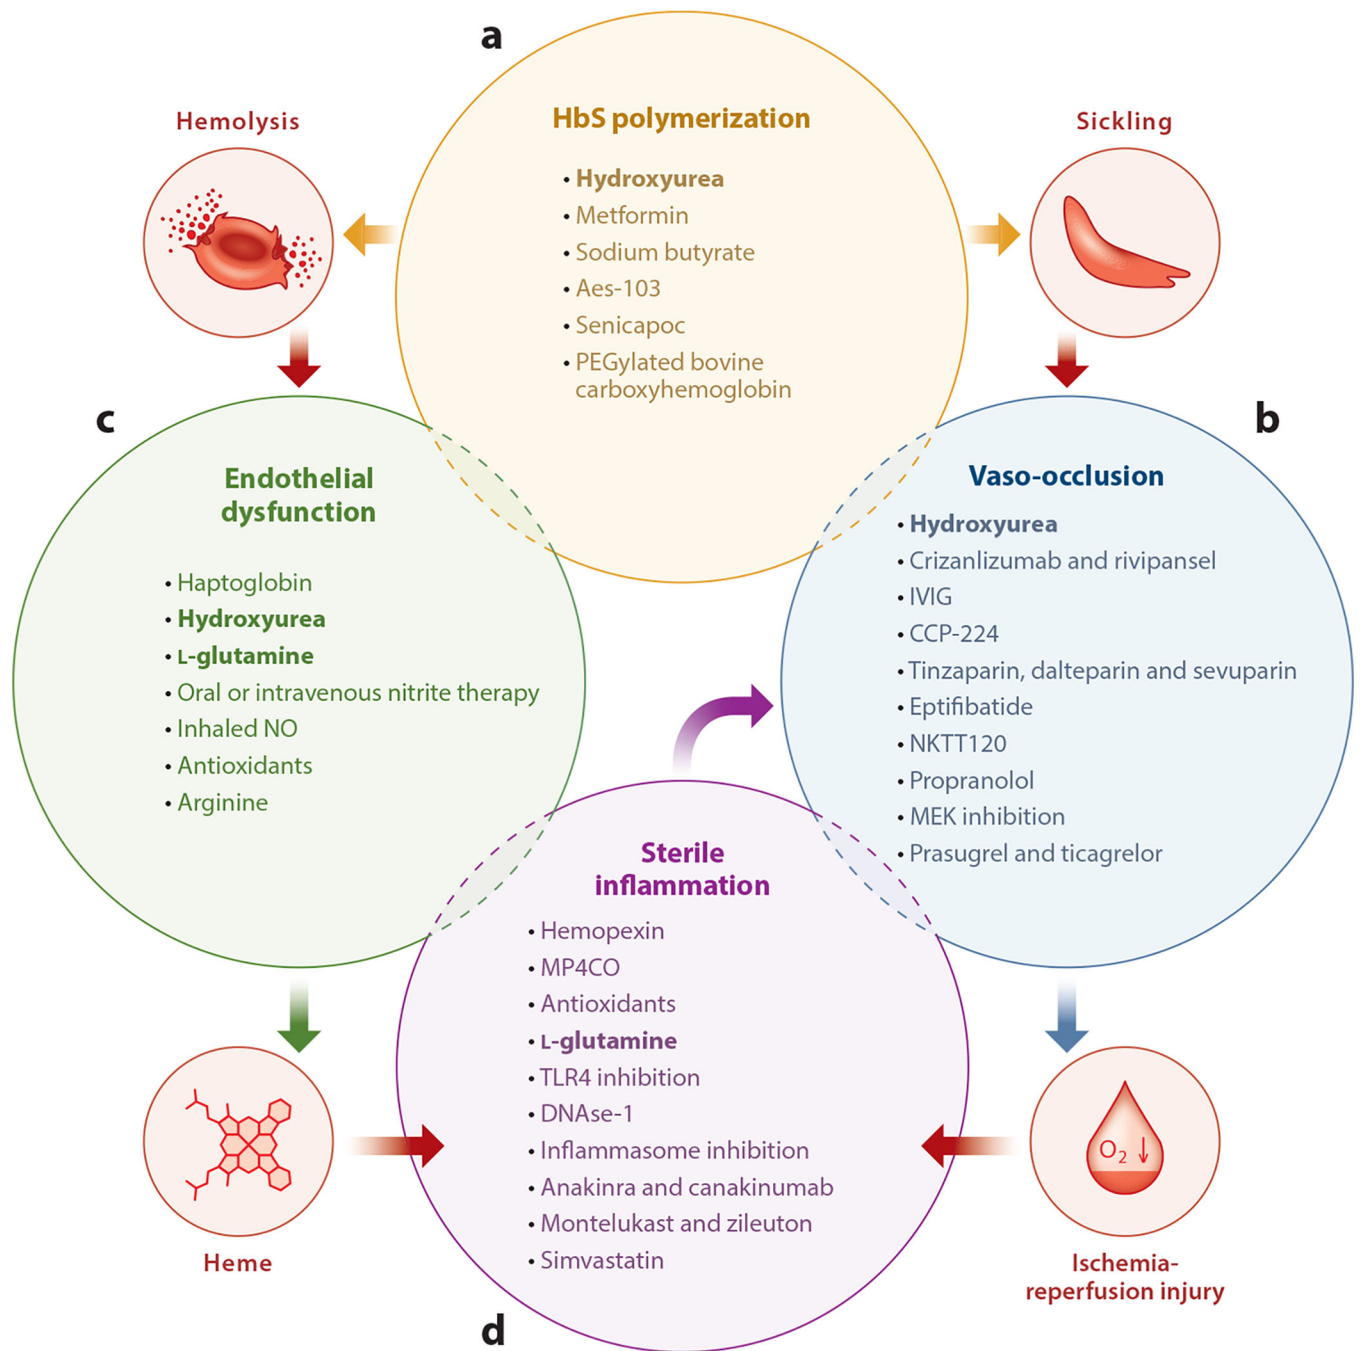 a
HbS polymerization
• Hydroxyurea
• Metformin
• Sodium butyrate
• Aes-103
• Senicapoc
• PEGylated bovine
carboxyhemoglobin
Hemolysis
Sickling
c
Endothelial
dysfunction
• Haptoglobin
• Hydroxyurea
• L-glutamine
• Oral or intravenous nitrite therapy
• Inhaled NO
• Antioxidants
• Arginine
b
Vaso-occlusion
• Hydroxyurea
• Crizanlizumab and rivipansel
• IVIG
• CCP-224
• Tinzaparin, dalteparin and sevuparin
• Eptifibatide
• NKTT120
• Propranolol
• MEK inhibition
• Prasugrel and ticagrelor
Sterile
inflammation
• Hemopexin
• MP4CO
• Antioxidants
• L-glutamine
• TLR4 inhibition
• DNAse-1
• Inflammasome inhibition
• Anakinra and canakinumab
• Montelukast and zileuton
• Simvastatin
d
Heme
O2 ↓
Ischemia-
reperfusion injury